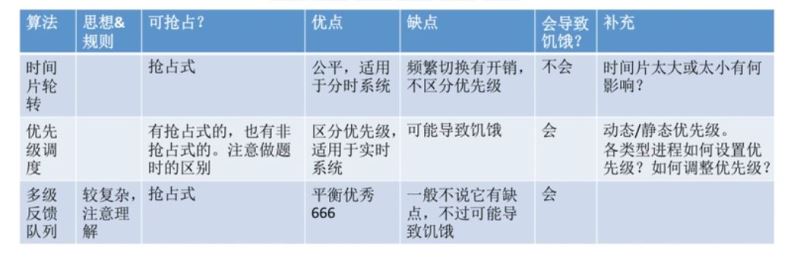 算法 思想& 可抢占？ 优点 缺点 会导致 补充
规则 饥饿？
时间 抢占式 公平，适用 频繁切换有开销， 不会 时间片太大或太小有何
片轮 于分时系统 不区分优先级 影响？
转
优先 有抢占式的，也有非 区分优先级， 可能导致饥饿 会 动态/静态优先级。
级调 抢占式的。注意做题 适用于实时 各类型进程如何设置优
度 时的区别 系统 先级？如何调整优先级？
多级 较复杂， 抢占式 平衡优秀 一般不说它有缺 会
反馈 注意理 666 点，不过可能导
队列 解 致饥饿